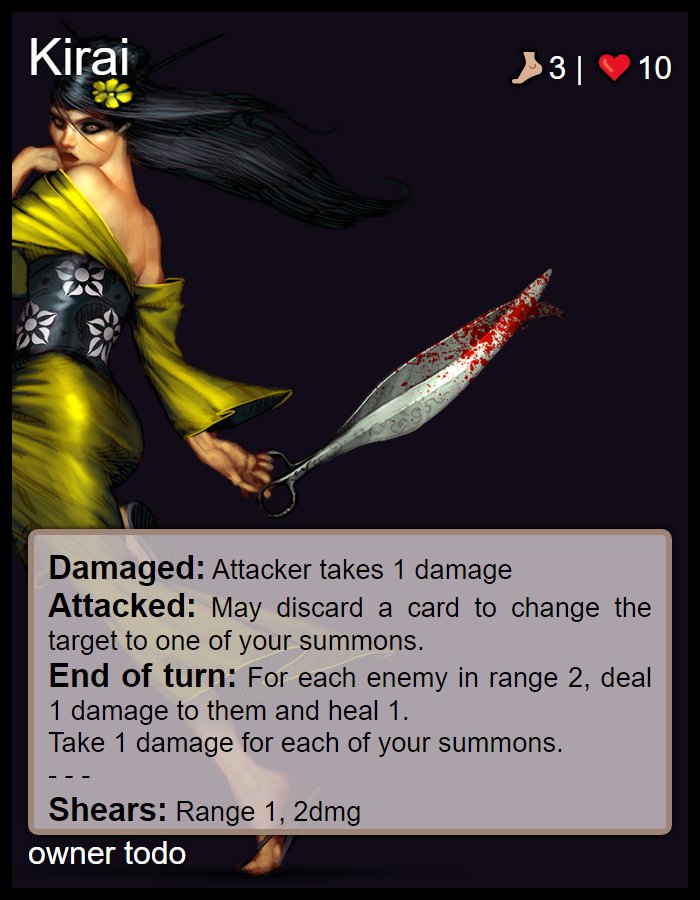 Kirai
3 | 10
Damaged: Attacker takes 1 damage
Attacked: May discard a card to change the
target to one of your summons.
End of turn: For each enemy in range 2, deal
1 damage to them and heal 1.
Take 1 damage for each of your summons.
- - -
Shears: Range 1, 2dmg
owner todo